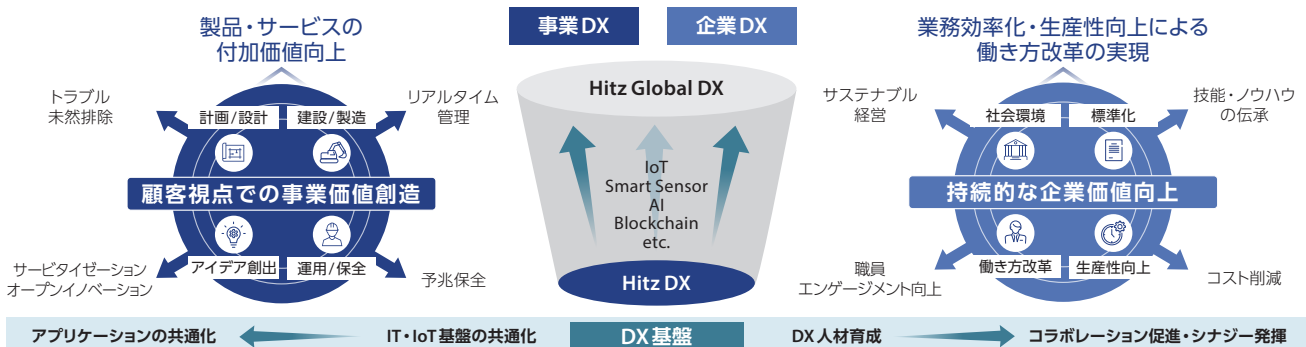 製品・サービスの
付加価値向上
トラブル
未然排除
リアルタイム
管理
計画/設計
建設/製造
顧客視点での事業価値創造
アイデア創出
運用/保全
サービタイゼーション
オープンイノベーション
予兆保全
事業DX
企業DX
Hitz Global DX
IoT
Smart Sensor
AI
Blockchain
etc.
Hitz DX
業務効率化・生産性向上による
働き方改革の実現
サステナブル
経営
技能・ノウハウ
の伝承
社会環境
標準化
持続的な企業価値向上
働き方改革
生産性向上
職員
エンゲージメント向上
コスト削減
アプリケーションの共通化
IT・IoT基盤の共通化
DX基盤
DX人材育成
コラボレーション促進・シナジー発揮